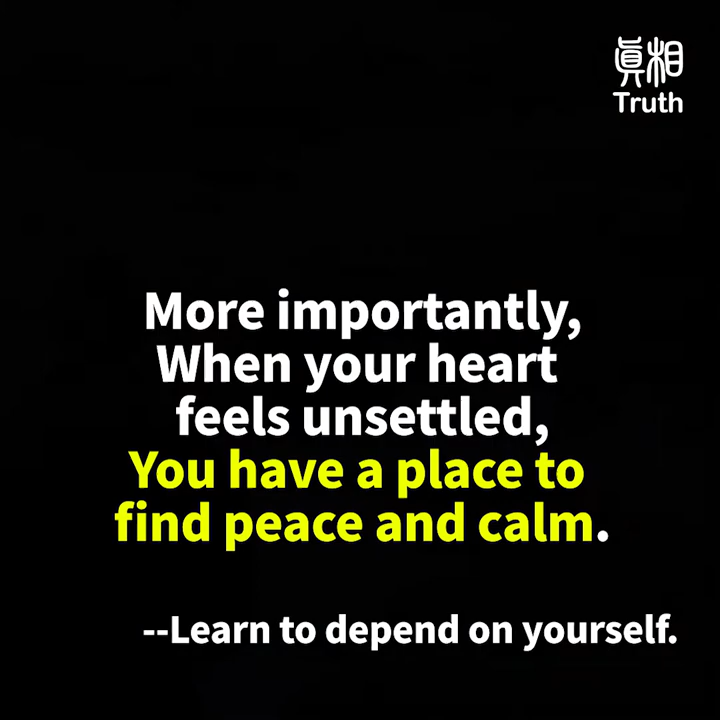 眞相
Truth
More importantly,
When your heart
feels unsettled,
You have a place to
find peace and calm.
--Learn to depend on yourself.